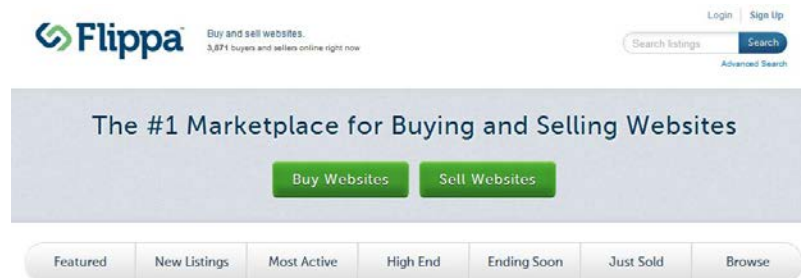 Login Sign Up
Flippa
Buy and sell websites.
3,871 buyers and sellers online right now
Search listings Search
Advanced Search
The #1 Marketplace for Buying and Selling Websites
Buy Websites Sell Websites
Featured New Listings Most Active High End Ending Soon Just Sold Browse